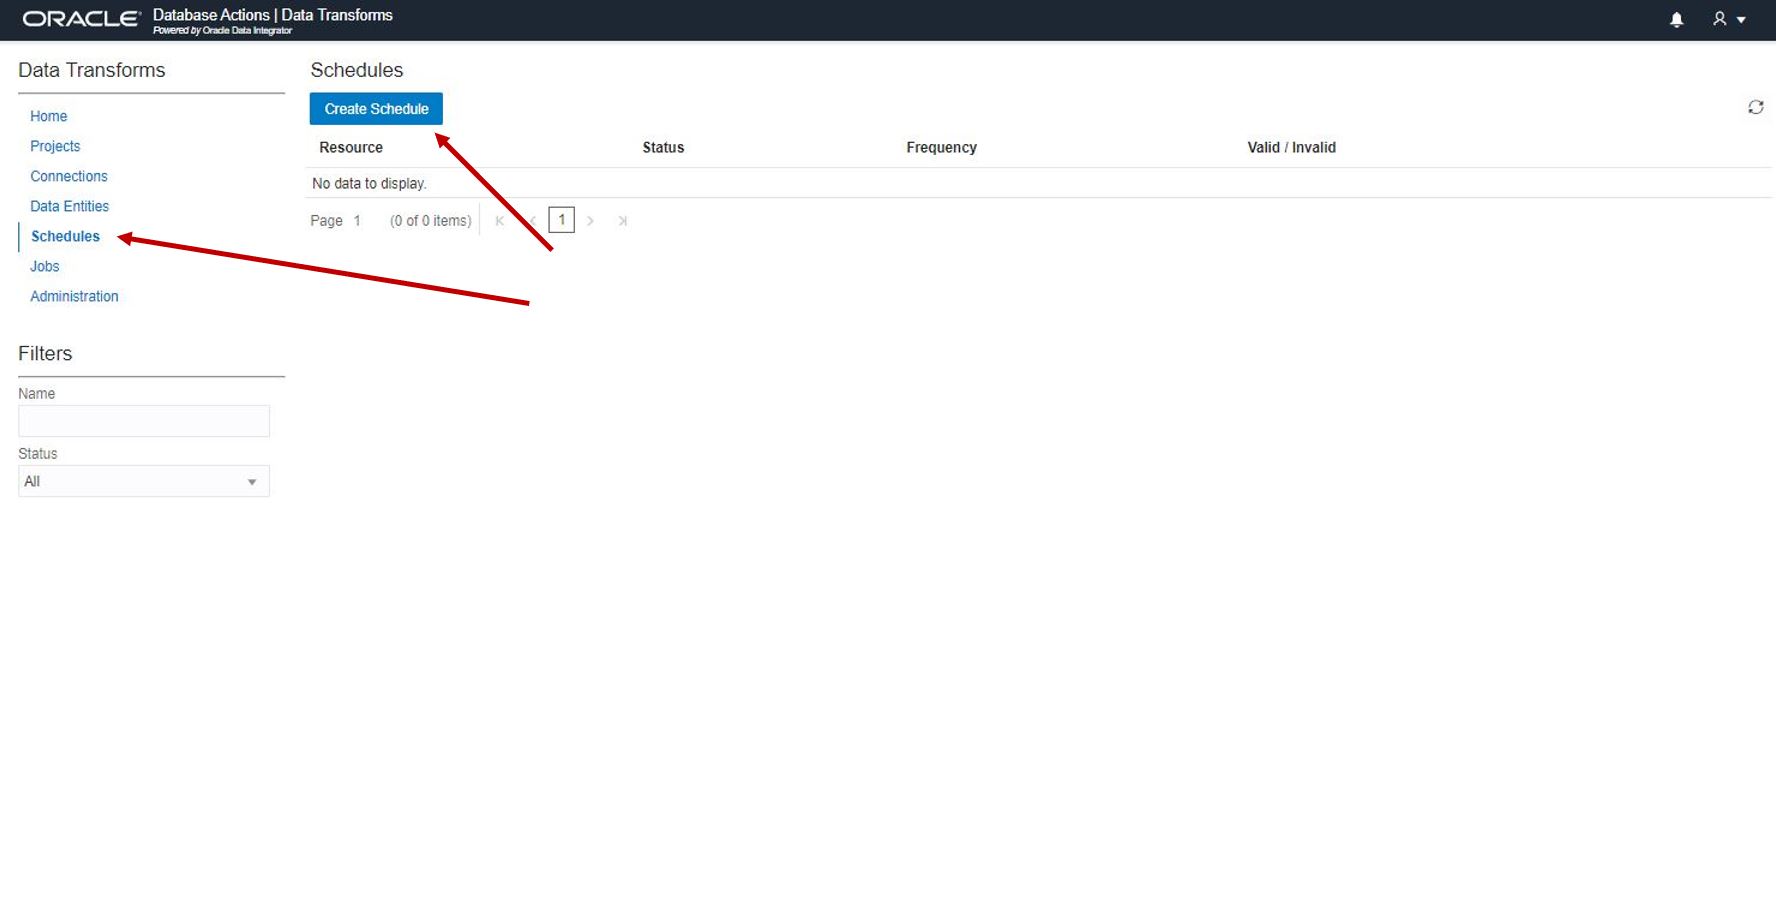 ORACLE Database Actions | Data Transforms
Powered by Oracle Data Integrator
Data Transforms
Home
Projects
Connections
Data Entities
Schedules
Jobs
Administration
Filters
Name
Status
All
Schedules
Create Schedule
Resource Status Frequency Valid / Invalid
No data to display.
Page 1 (0 of 0 items) 1